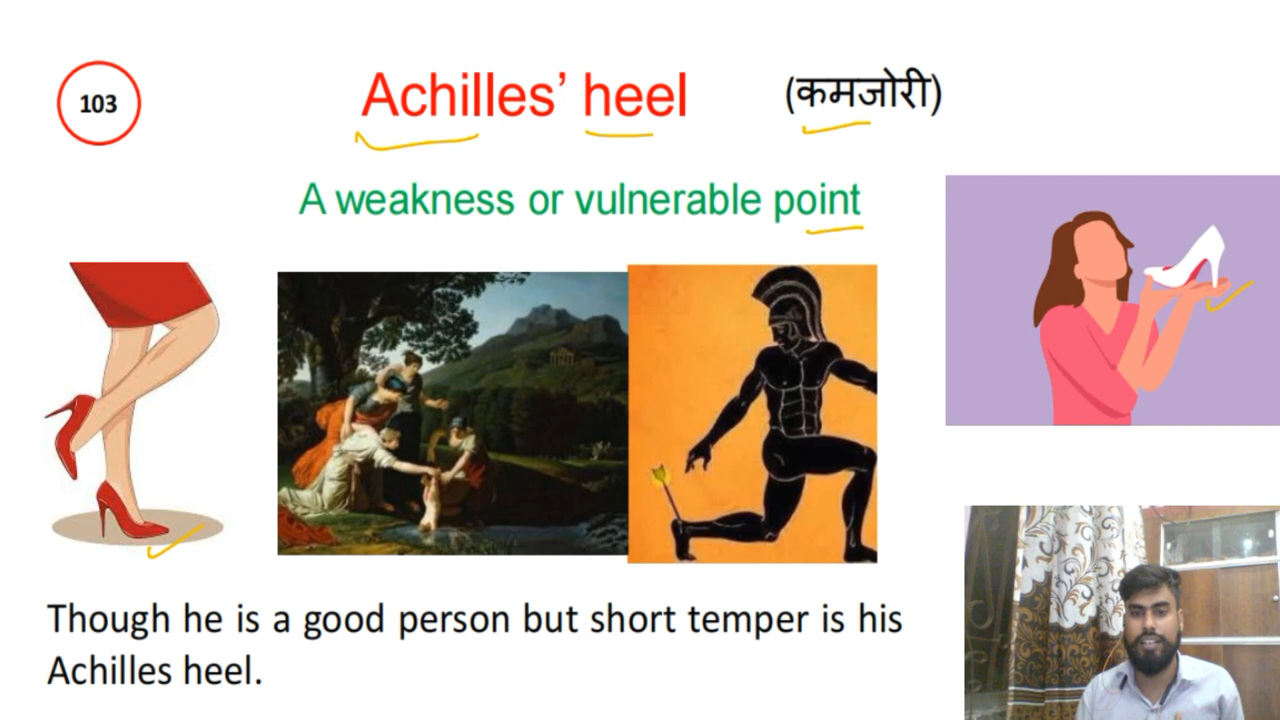 103
Achilles’ heel (कमजोरी)
A weakness or vulnerable point
Though he is a good person but short temper is his
Achilles heel.